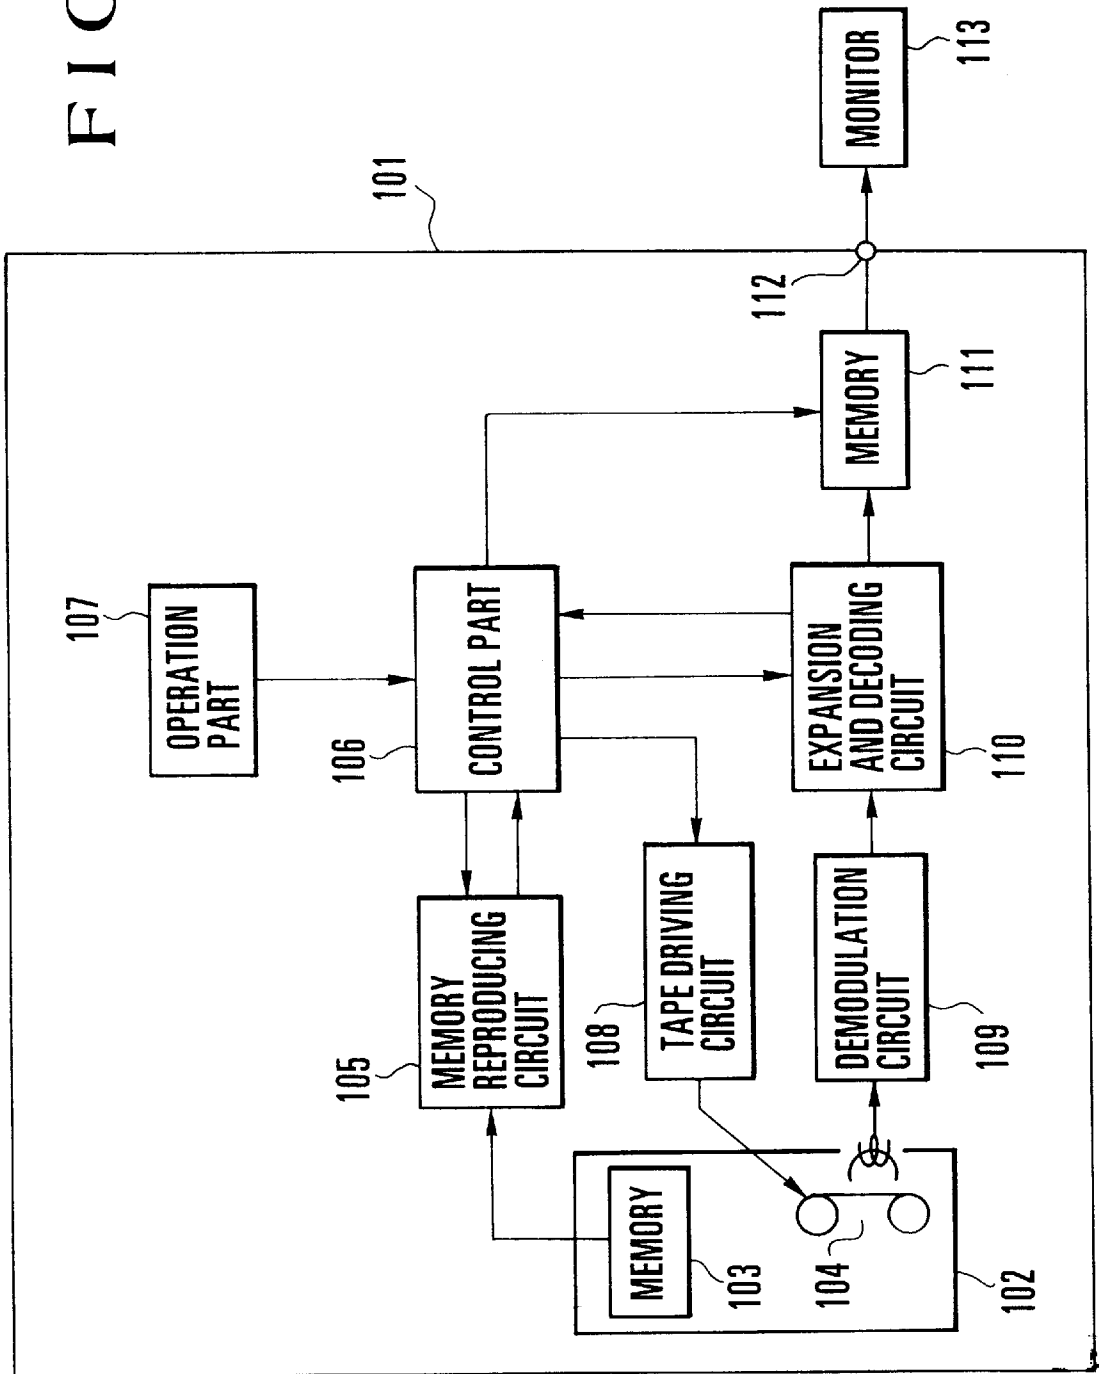 FIG
101
107
OPERATION
PART
106
CONTROL PART
105
MEMORY
REPRODUCING
CIRCUIT
108
TAPE DRIVING
CIRCUIT
MEMORY
103
104
102
DEMODULATION
CIRCUIT
109
EXPANSION
AND DECODING
CIRCUIT
110
MEMORY
111
112
MONITOR
113